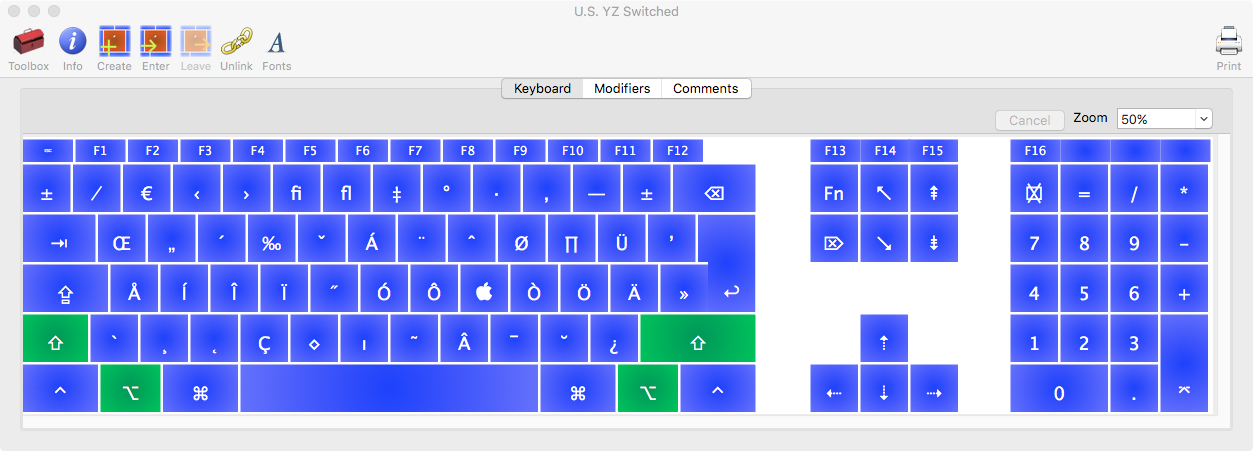 U.S. YZ Switched
Toolbox Info Create Enter Leave Unlink Fonts Print
Keyboard Modifiers Comments
Cancel Zoom 50%
F1 F2 F3 F4 F5 F6 F7 F8 F9 F10 F11 F12 F13 F14 F15 F16
± ⁄ € ‹ › ﬁ ﬂ ‡ ° · ‚ — ± ⌫ Fn ↖ ⇞ = / *
⇥ Œ „ ´ ‰ ˇ Á ¨ ˆ Ø ∏ Ü ’ ⌦ ↘ ⇟ 7 8 9 -
⇪ Å Í Î Ï ˝ Ó Ô  Ò Ö Ä » ↩ 4 5 6 +
⇧ ` ¸ ˛ Ç ◊ ı ˜ Â ¯ ˘ ¿ ⇧ ⇡ 1 2 3
⌃ ⌥ ⌘ ⌘ ⌥ ⌃ ⇠ ⇣ ⇢ 0 . ⌤